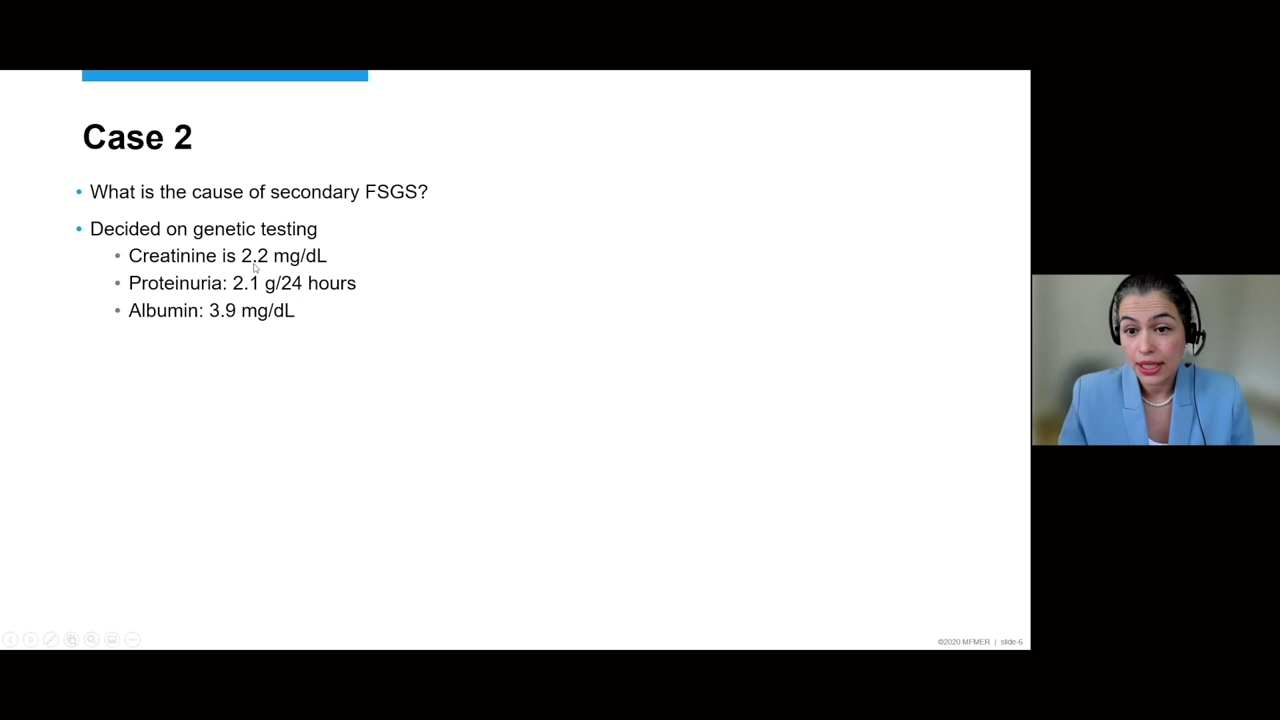 Case 2
• What is the cause of secondary FSGS?
• Decided on genetic testing
• Creatinine is 2.2 mg/dL
• Proteinuria: 2.1 g/24 hours
• Albumin: 3.9 mg/dL
©2020 MFMER | slide-6